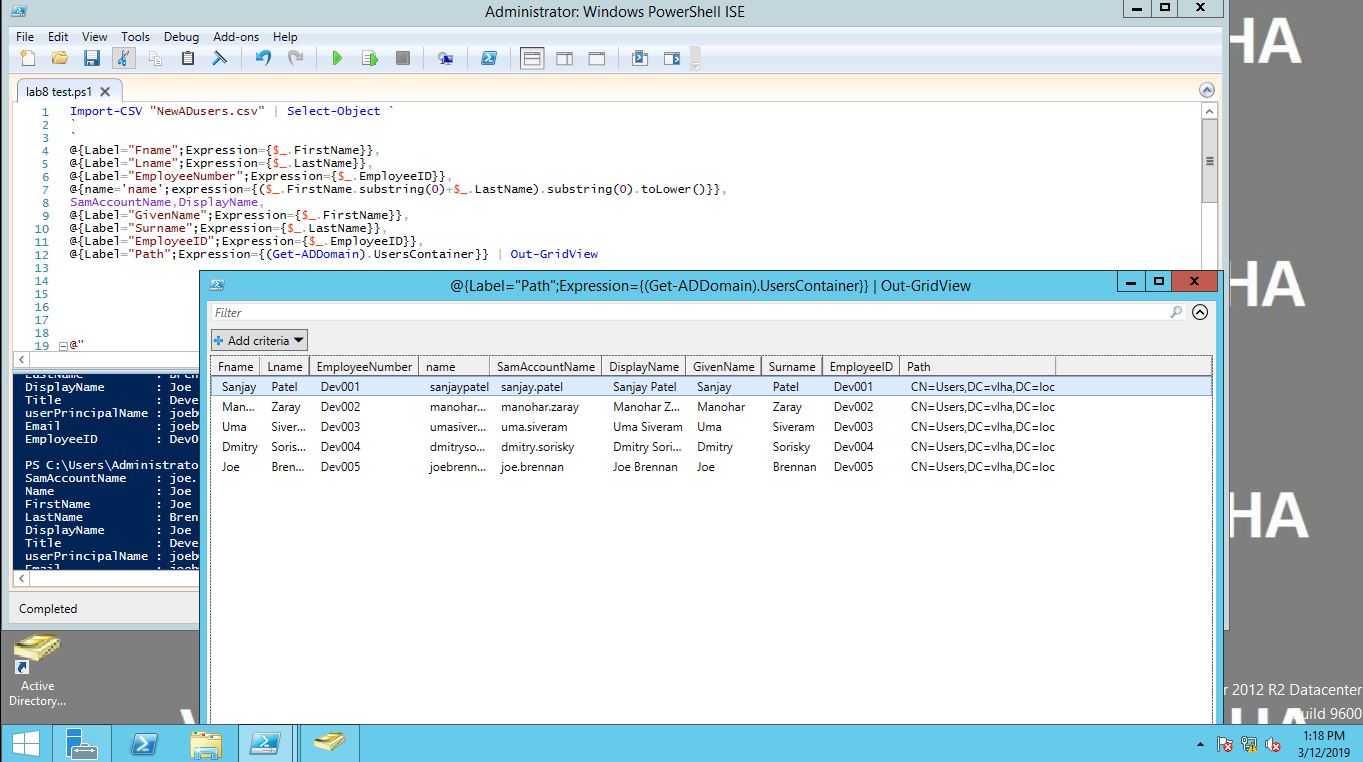 Administrator: Windows PowerShell ISE
File Edit View Tools Debug Add-ons Help
lab8 test.ps1
1 Import-CSV "NewADusers.csv" | Select-Object `
2 `
3 `
4 @{Label="Fname";Expression={$_.FirstName}},
5 @{Label="Lname";Expression={$_.LastName}},
6 @{Label="EmployeeNumber";Expression={$_.EmployeeID}},
7 @{name='name';expression={($_.FirstName.substring(0)+$_.LastName).substring(0).toLower()}},
8 SamAccountName,DisplayName,
9 @{Label="GivenName";Expression={$_.FirstName}},
10 @{Label="Surname";Expression={$_.LastName}},
11 @{Label="EmployeeID";Expression={$_.EmployeeID}},
12 @{Label="Path";Expression={(Get-ADDomain).UsersContainer}} | Out-GridView
13
14
15
16
17
18
19 @"
@{Label="Path";Expression={(Get-ADDomain).UsersContainer}} | Out-GridView
Filter
Add criteria
Fname Lname EmployeeNumber name SamAccountName DisplayName GivenName Surname EmployeeID Path
Sanjay Patel Dev001 sanjaypatel sanjay.patel Sanjay Patel Sanjay Patel Dev001 CN=Users,DC=vlha,DC=loc
Man... Zaray Dev002 manohar... manohar.zaray Manohar Z... Manohar Zaray Dev002 CN=Users,DC=vlha,DC=loc
Uma Siver... Dev003 umasiver... uma.siveram Uma Siveram Uma Siveram Dev003 CN=Users,DC=vlha,DC=loc
Dmitry Soris... Dev004 dmitryso... dmitry.sorisky Dmitry Sori... Dmitry Sorisky Dev004 CN=Users,DC=vlha,DC=loc
Joe Bren... Dev005 joebrenn... joe.brennan Joe Brennan Joe Brennan Dev005 CN=Users,DC=vlha,DC=loc
LastName : Bren
DisplayName : Joe
Title : Deve
userPrincipalName : joeb
Email : joeb
EmployeeID : Dev0
PS C:\Users\Administrato
SamAccountName : joe.
Name : Joe
FirstName : Joe
LastName : Bren
DisplayName : Joe
Title : Deve
userPrincipalName : joeb
Email : joeb
Completed
Active
Directory...
HA
HA
HA
HA
r 2012 R2 Datacenter
uild 9600
1:18 PM
3/12/2019